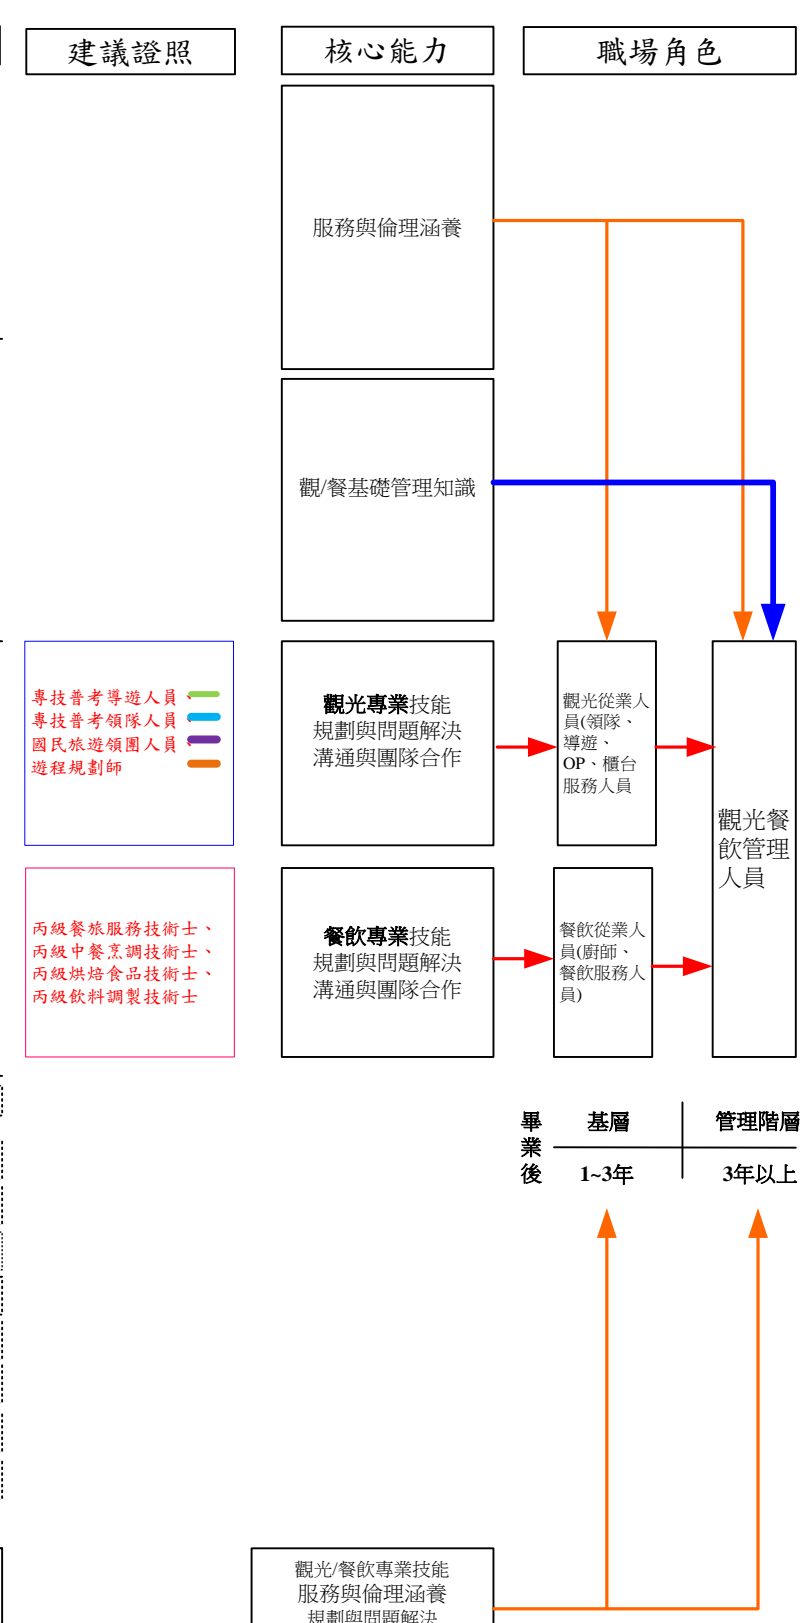 建議證照
核心能力
職場角色
服務與倫理涵養
觀/餐基礎管理知識
專技普考導遊人員、
專技普考領隊人員、
國民旅遊領團人員、
遊程規劃師
觀光專業技能
規劃與問題解決
溝通與團隊合作
觀光從業人
員(領隊、
導遊、
OP、櫃台
服務人員
觀光餐
飲管理
人員
丙級餐旅服務技術士、
丙級中餐烹調技術士、
丙級烘焙食品技術士、
丙級飲料調製技術士
餐飲專業技能
規劃與問題解決
溝通與團隊合作
餐飲從業人
員(廚師、
餐飲服務人
員)
畢業後
基層
管理階層
1~3年
3年以上
觀光/餐飲專業技能
服務與倫理涵養
規劃與問題解決